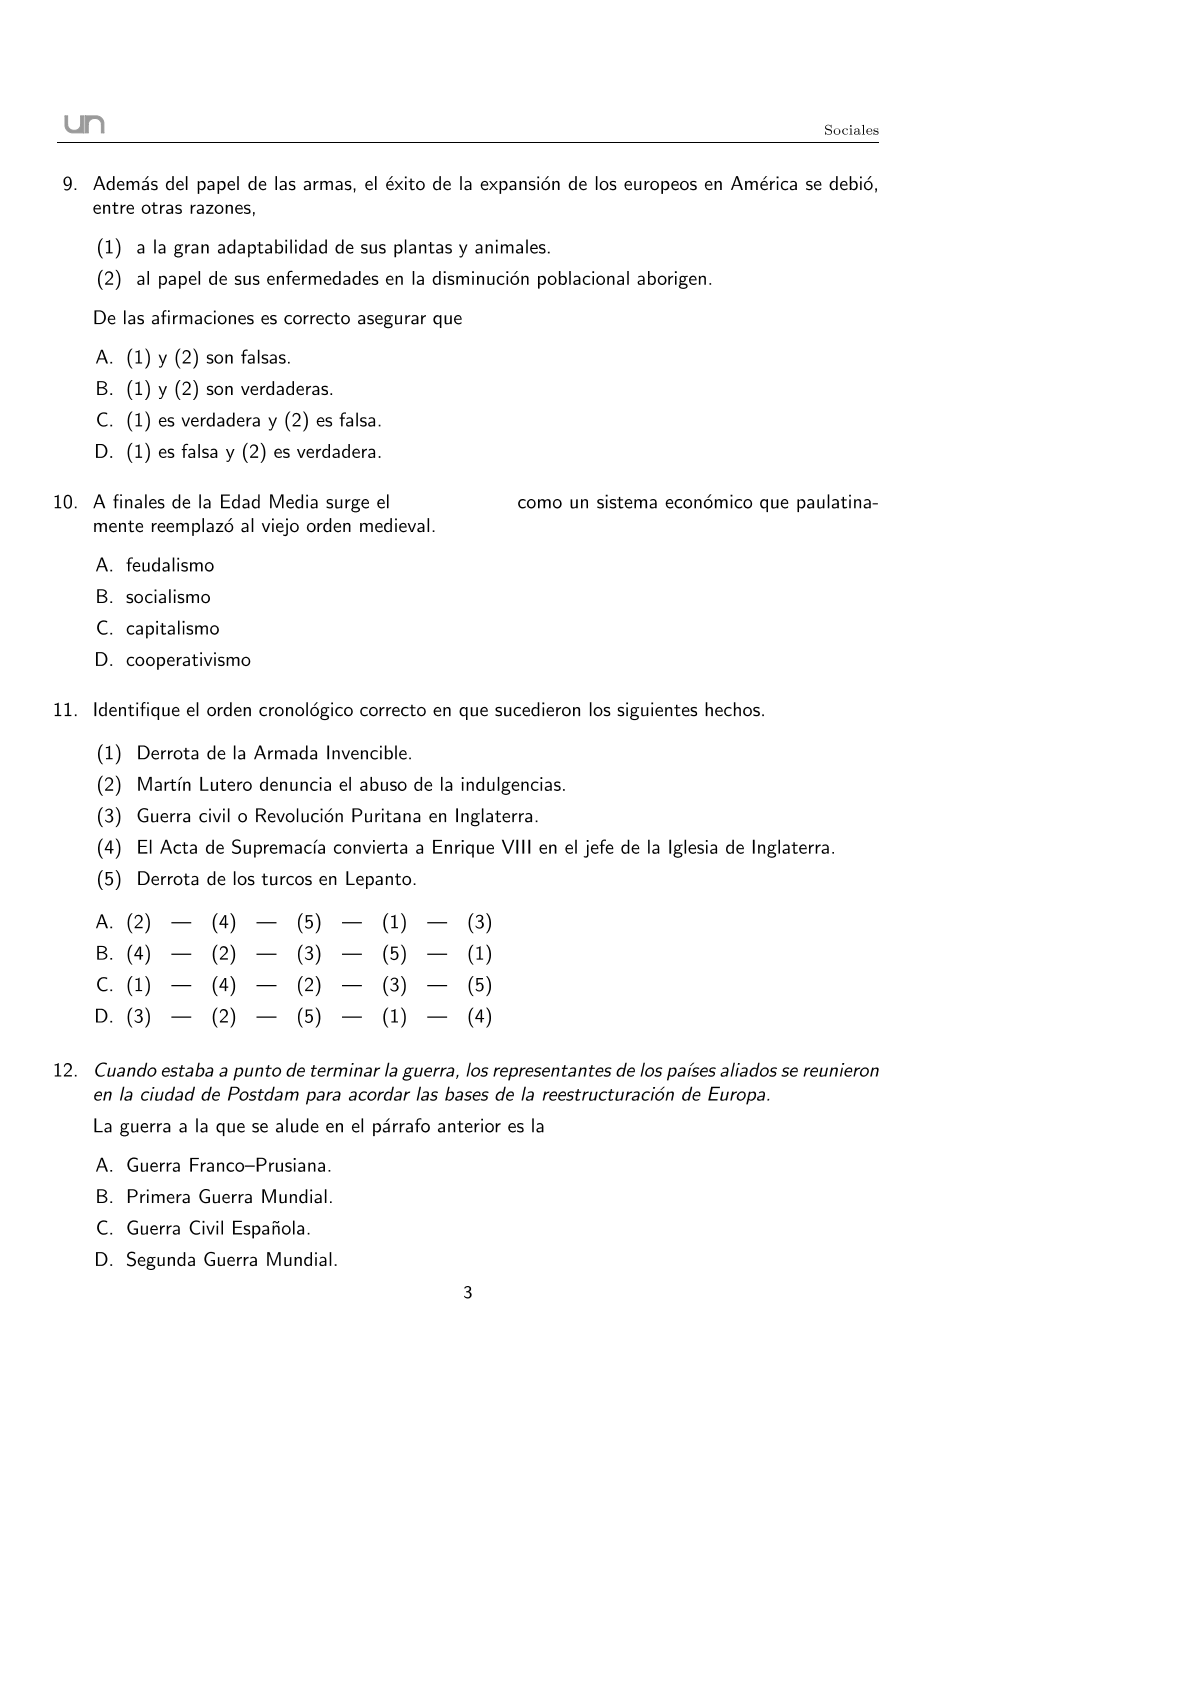 un
Sociales
9. Además del papel de las armas, el éxito de la expansión de los europeos en América se debió,
entre otras razones,
(1) a la gran adaptabilidad de sus plantas y animales.
(2) al papel de sus enfermedades en la disminución poblacional aborigen.
De las afirmaciones es correcto asegurar que
A. (1) y (2) son falsas.
B. (1) y (2) son verdaderas.
C. (1) es verdadera y (2) es falsa.
D. (1) es falsa y (2) es verdadera.
10. A finales de la Edad Media surge el como un sistema económico que paulatina-
mente reemplazó al viejo orden medieval.
A. feudalismo
B. socialismo
C. capitalismo
D. cooperativismo
11. Identifique el orden cronológico correcto en que sucedieron los siguientes hechos.
(1) Derrota de la Armada Invencible.
(2) Martín Lutero denuncia el abuso de la indulgencias.
(3) Guerra civil o Revolución Puritana en Inglaterra.
(4) El Acta de Supremacía convierta a Enrique VIII en el jefe de la Iglesia de Inglaterra.
(5) Derrota de los turcos en Lepanto.
A. (2) — (4) — (5) — (1) — (3)
B. (4) — (2) — (3) — (5) — (1)
C. (1) — (4) — (2) — (3) — (5)
D. (3) — (2) — (5) — (1) — (4)
12. Cuando estaba a punto de terminar la guerra, los representantes de los países aliados se reunieron
en la ciudad de Postdam para acordar las bases de la reestructuración de Europa.
La guerra a la que se alude en el párrafo anterior es la
A. Guerra Franco–Prusiana.
B. Primera Guerra Mundial.
C. Guerra Civil Española.
D. Segunda Guerra Mundial.
3